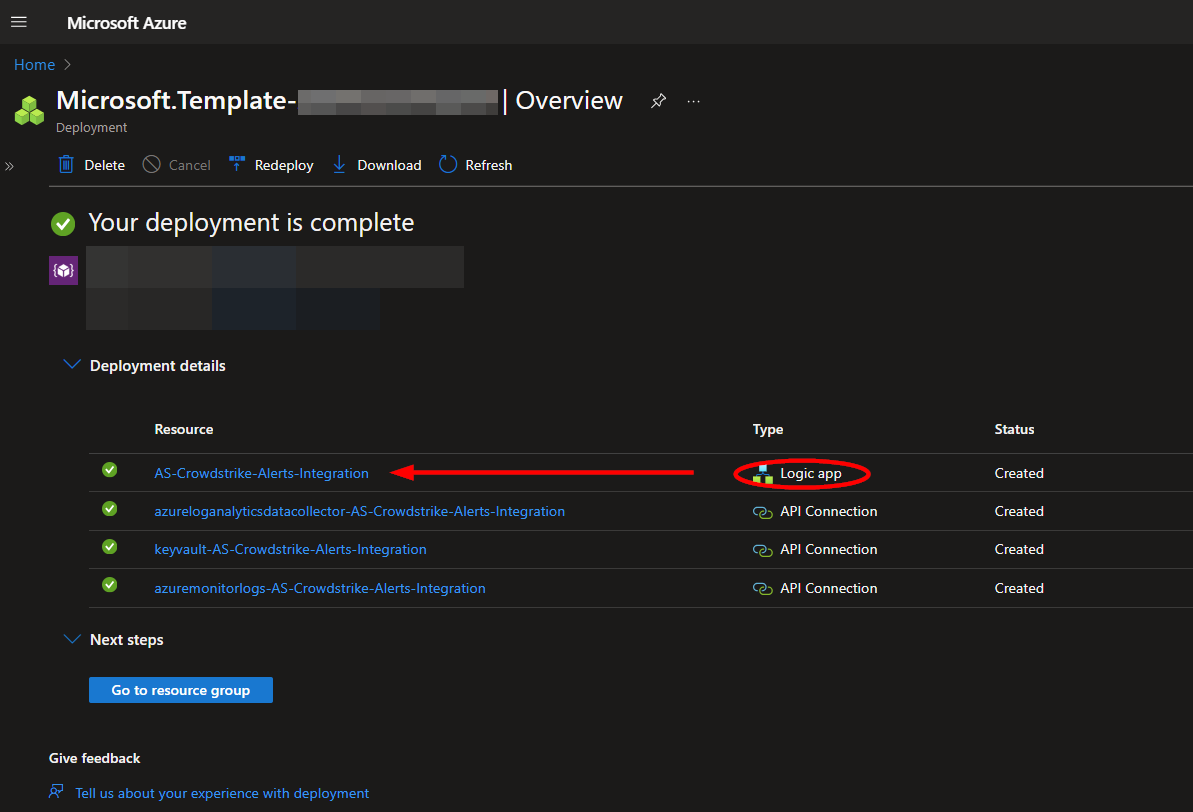 Microsoft Azure
Home
Microsoft.Template- | Overview
Deployment
Delete Cancel Redeploy Download Refresh
Your deployment is complete
Deployment details
Resource Type Status
AS-Crowdstrike-Alerts-Integration Logic app Created
azureloganalyticsdatacollector-AS-Crowdstrike-Alerts-Integration API Connection Created
keyvault-AS-Crowdstrike-Alerts-Integration API Connection Created
azuremonitorlogs-AS-Crowdstrike-Alerts-Integration API Connection Created
Next steps
Go to resource group
Give feedback
Tell us about your experience with deployment